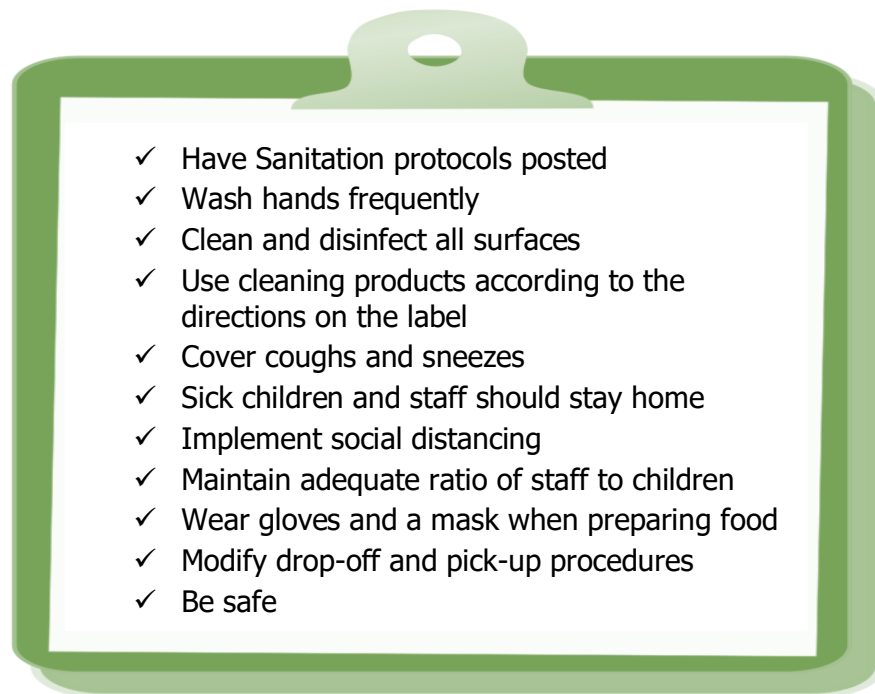 ✓ Have Sanitation protocols posted
✓ Wash hands frequently
✓ Clean and disinfect all surfaces
✓ Use cleaning products according to the
directions on the label
✓ Cover coughs and sneezes
✓ Sick children and staff should stay home
✓ Implement social distancing
✓ Maintain adequate ratio of staff to children
✓ Wear gloves and a mask when preparing food
✓ Modify drop-off and pick-up procedures
✓ Be safe